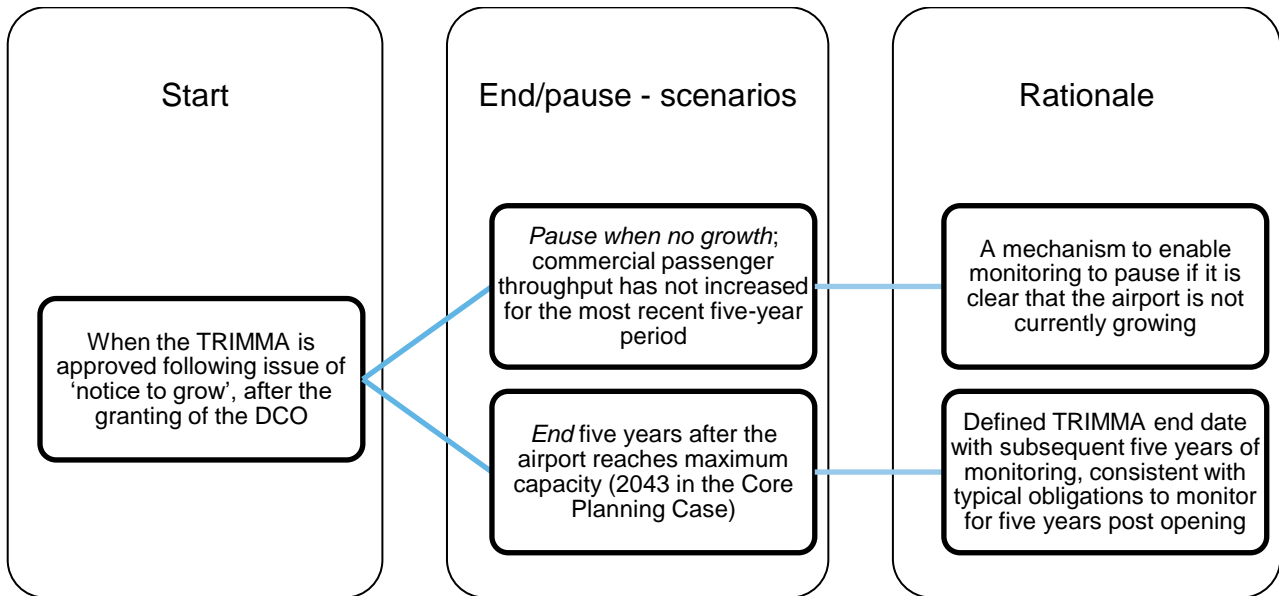 Start
When the TRIMMA is
approved following issue of
‘notice to grow’, after the
granting of the DCO
End/pause - scenarios
Pause when no growth;
commercial passenger
throughput has not increased
for the most recent five-year
period
End five years after the
airport reaches maximum
capacity (2043 in the Core
Planning Case)
Rationale
A mechanism to enable
monitoring to pause if it is
clear that the airport is not
currently growing
Defined TRIMMA end date
with subsequent five years of
monitoring, consistent with
typical obligations to monitor
for five years post opening